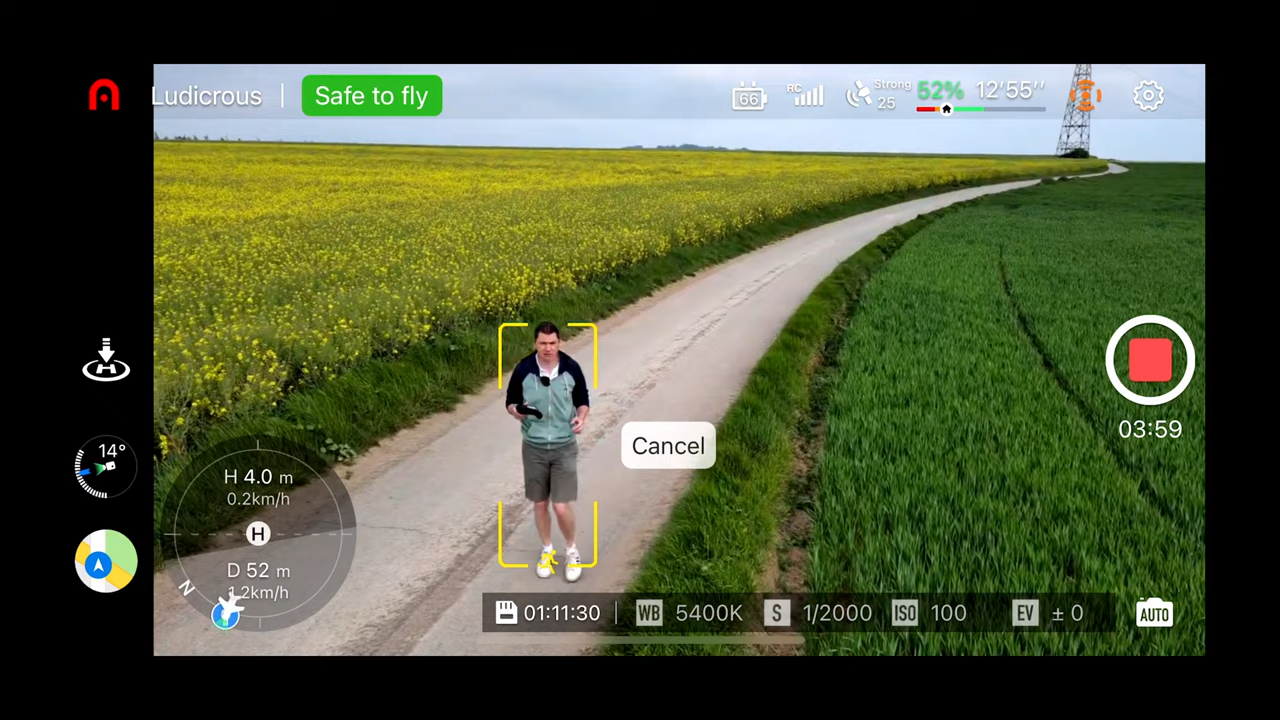 Ludicrous
Safe to fly
66
RC
Strong
25
52%
12'55''
H
14°
H 4.0 m
0.2km/h
H
D 52 m
1.2km/h
N
Cancel
03:59
01:11:30
WB 5400K
S 1/2000
ISO 100
EV ± 0
AUTO